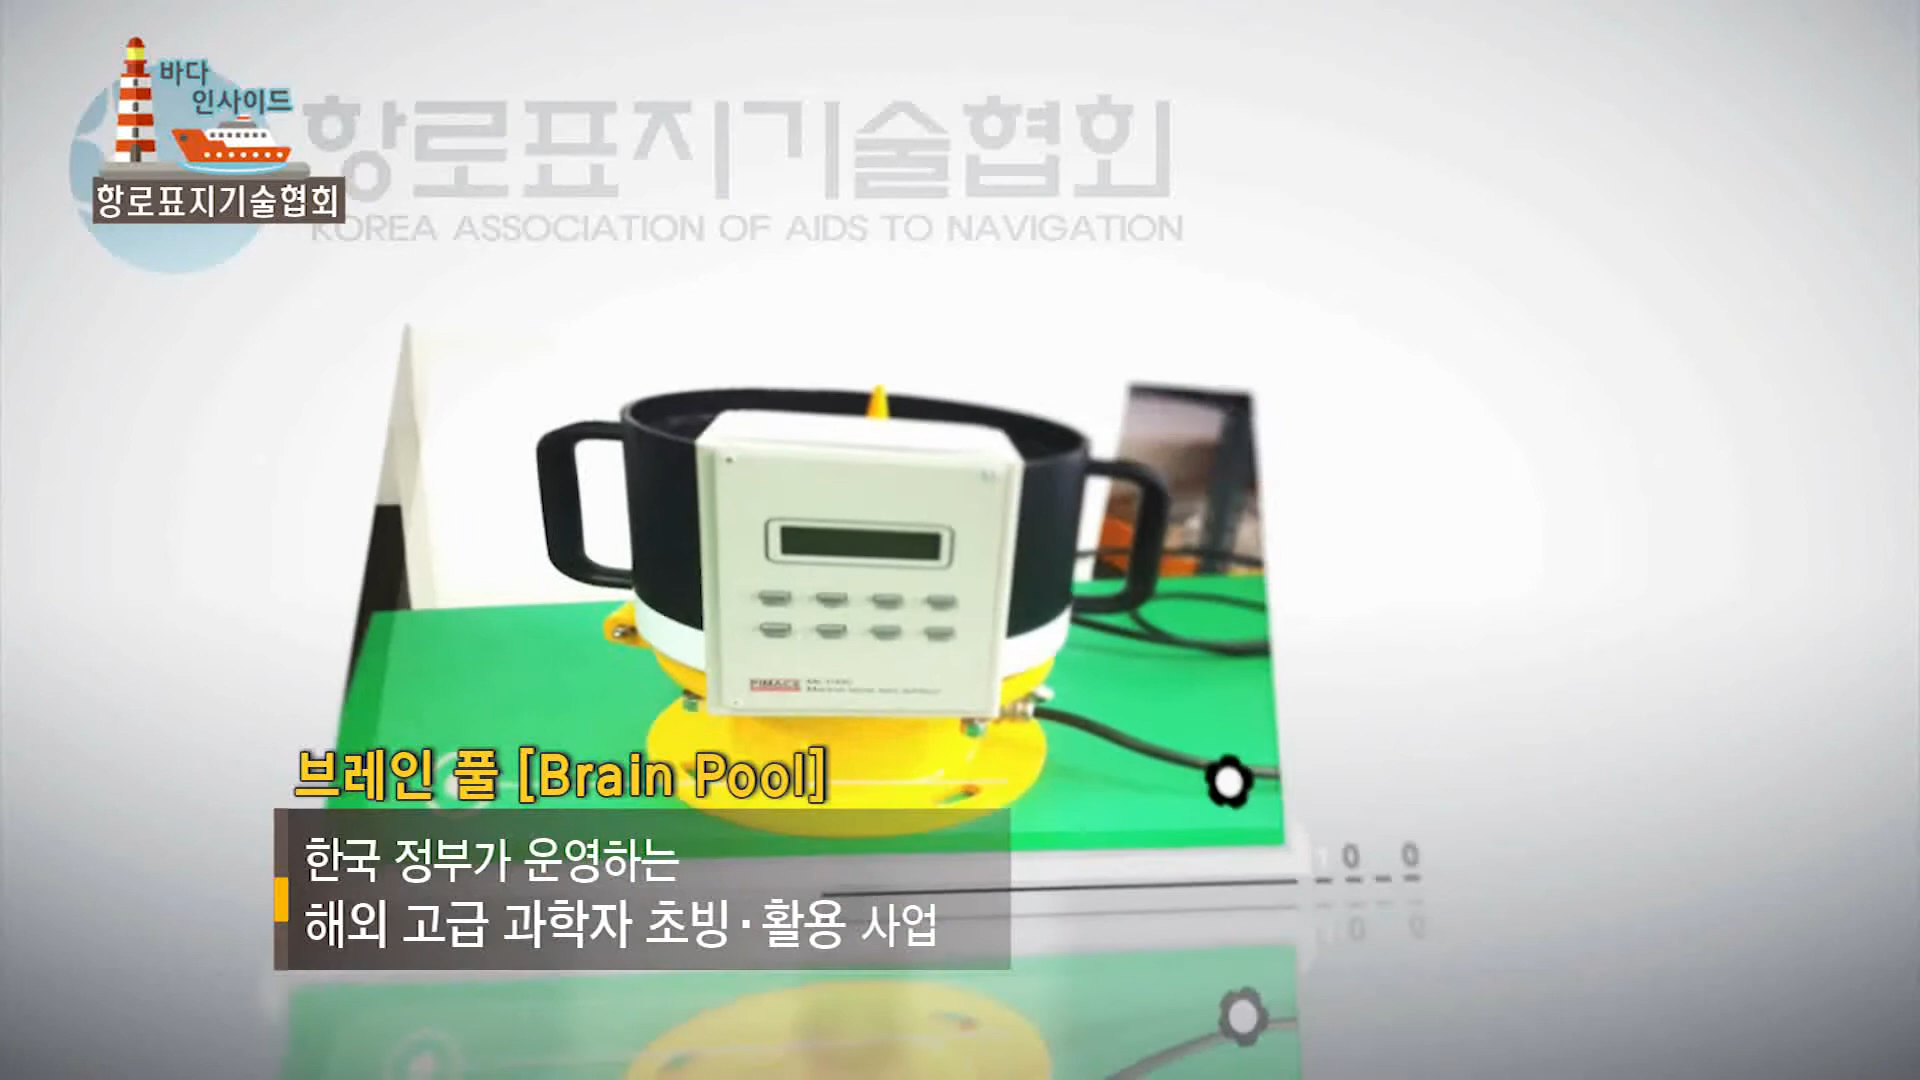 바다
인사이드
항로표지기술협회
항로표지기술협회
KOREA ASSOCIATION OF AIDS TO NAVIGATION
브레인 풀 [Brain Pool]
한국 정부가 운영하는
해외 고급 과학자 초빙·활용 사업